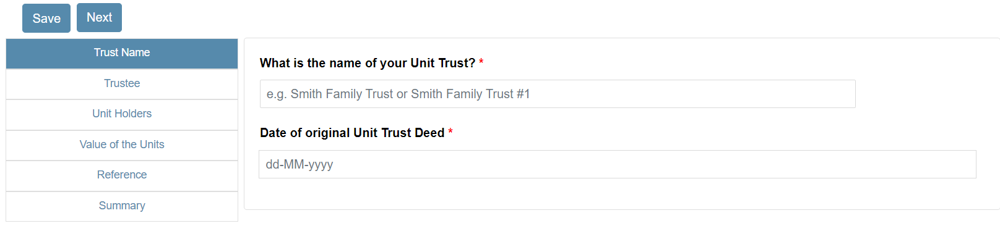 Save
Next
Trust Name
Trustee
Unit Holders
Value of the Units
Reference
Summary
What is the name of your Unit Trust? *
e.g. Smith Family Trust or Smith Family Trust #1
Date of original Unit Trust Deed *
dd-MM-yyyy